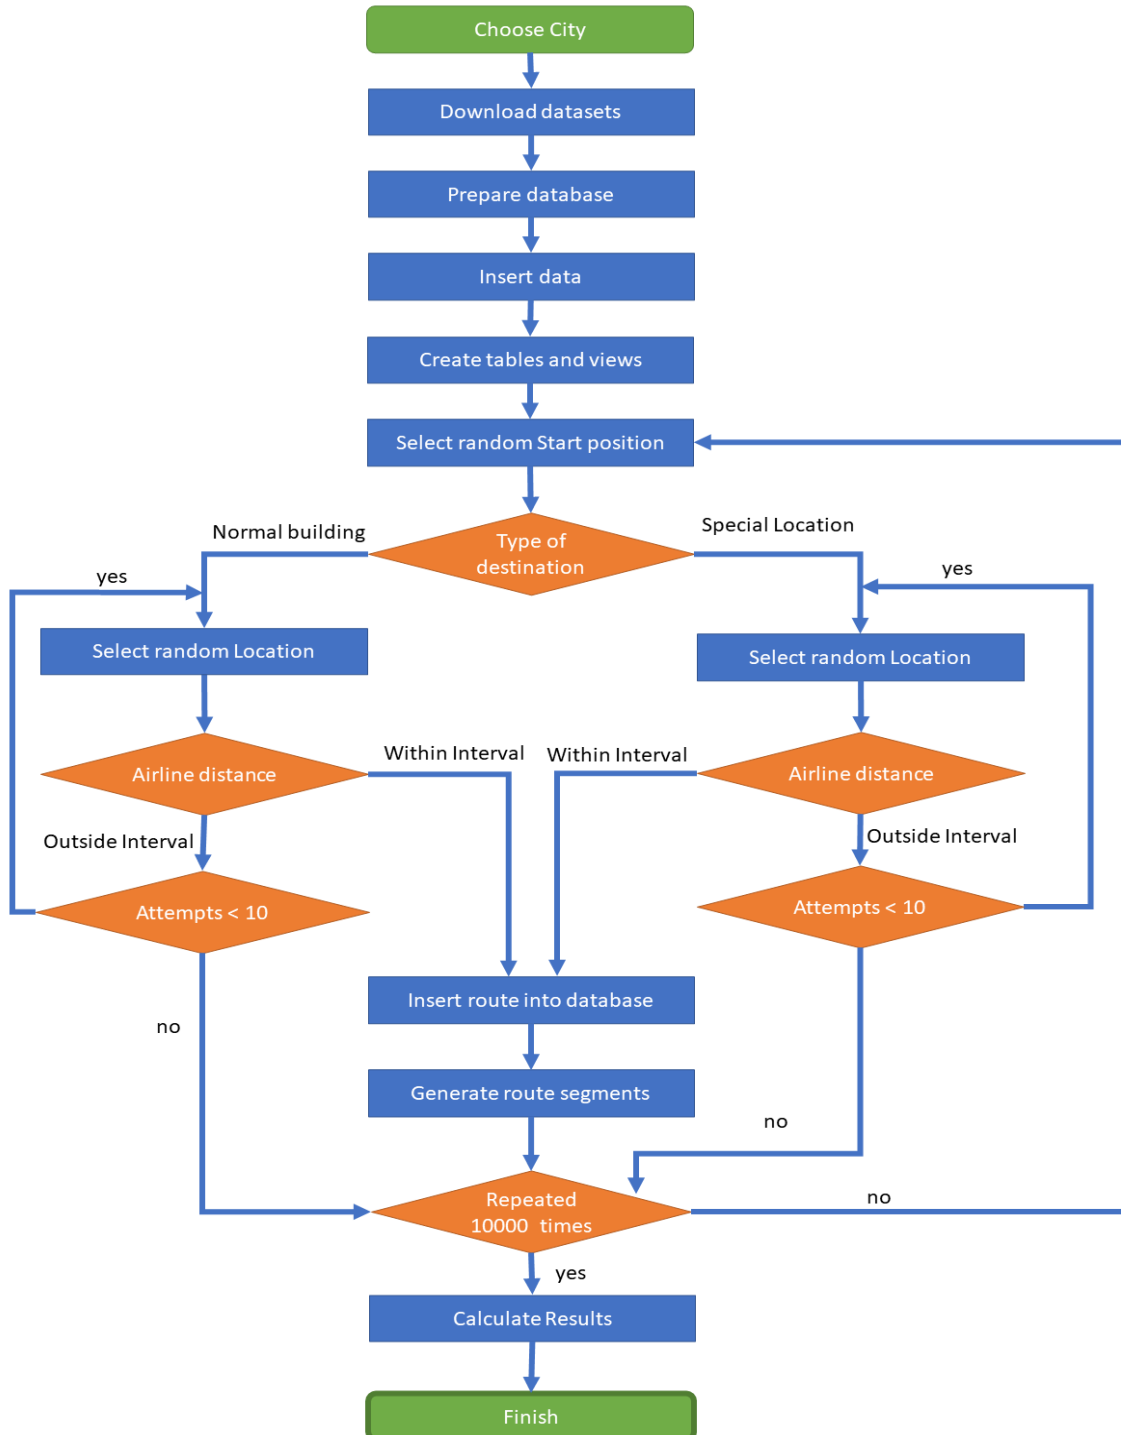 Choose City
Download datasets
Prepare database
Insert data
Create tables and views
Select random Start position
Normal building
Type of
destination
Special Location
yes
yes
Select random Location
Select random Location
Airline distance
Within Interval
Within Interval
Airline distance
Outside Interval
Outside Interval
Attempts < 10
Attempts < 10
Insert route into database
no
Generate route segments
no
Repeated
10000 times
no
yes
Calculate Results
Finish